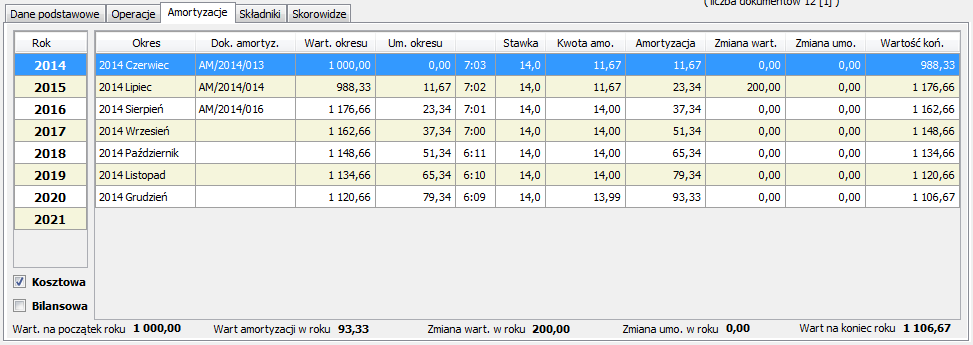 ( liczba dokumentów 12 [1] )
Dane podstawowe Operacje Amortyzacje Składniki Skorowidze
Rok Okres Dok. amortyz. Wart. okresu Um. okresu Stawka Kwota amo. Amortyzacja Zmiana wart. Zmiana umo. Wartość koń.
2014 2014 Czerwiec AM/2014/013 1 000,00 0,00 7:03 14,0 11,67 11,67 0,00 0,00 988,33
2015 2014 Lipiec AM/2014/014 988,33 11,67 7:02 14,0 11,67 23,34 200,00 0,00 1 176,66
2016 2014 Sierpień AM/2014/016 1 176,66 23,34 7:01 14,0 14,00 37,34 0,00 0,00 1 162,66
2017 2014 Wrzesień 1 162,66 37,34 7:00 14,0 14,00 51,34 0,00 0,00 1 148,66
2018 2014 Październik 1 148,66 51,34 6:11 14,0 14,00 65,34 0,00 0,00 1 134,66
2019 2014 Listopad 1 134,66 65,34 6:10 14,0 14,00 79,34 0,00 0,00 1 120,66
2020 2014 Grudzień 1 120,66 79,34 6:09 14,0 13,99 93,33 0,00 0,00 1 106,67
2021
Kosztowa
Bilansowa
Wart. na początek roku 1 000,00 Wart amortyzacji w roku 93,33 Zmiana wart. w roku 200,00 Zmiana umo. w roku 0,00 Wart na koniec roku 1 106,67